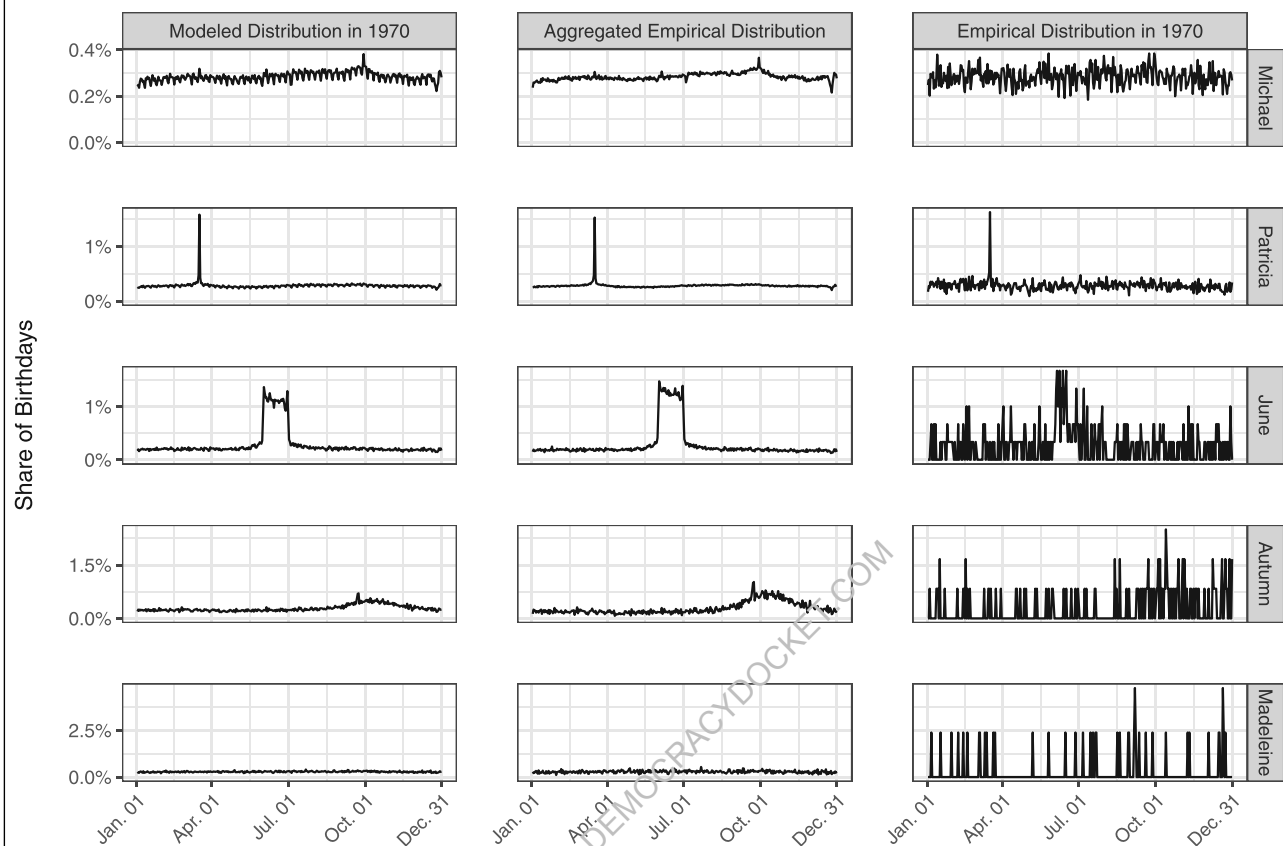 Modeled Distribution in 1970
Aggregated Empirical Distribution
Empirical Distribution in 1970
0.4%
0.2%
0.0%
Michael
1%
0%
Patricia
Share of Birthdays
1%
0%
June
1.5%
0.0%
Autumn
2.5%
0.0%
Madeleine
Jan. 01
Apr. 01
Jul. 01
Oct. 01
Dec. 31
Jan. 01
Apr. 01
Jul. 01
Oct. 01
Dec. 31
Jan. 01
Apr. 01
Jul. 01
Oct. 01
Dec. 31
DEMOCRACYDOCKET.COM